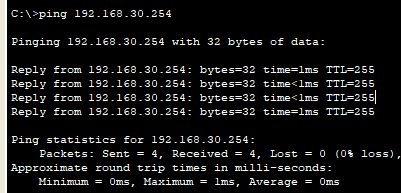 C:\>ping 192.168.30.254
Pinging 192.168.30.254 with 32 bytes of data:
Reply from 192.168.30.254: bytes=32 time=1ms TTL=255
Reply from 192.168.30.254: bytes=32 time<1ms TTL=255
Reply from 192.168.30.254: bytes=32 time<1ms TTL=255
Reply from 192.168.30.254: bytes=32 time=1ms TTL=255
Ping statistics for 192.168.30.254:
Packets: Sent = 4, Received = 4, Lost = 0 (0% loss),
Approximate round trip times in milli-seconds:
Minimum = 0ms, Maximum = 1ms, Average = 0ms